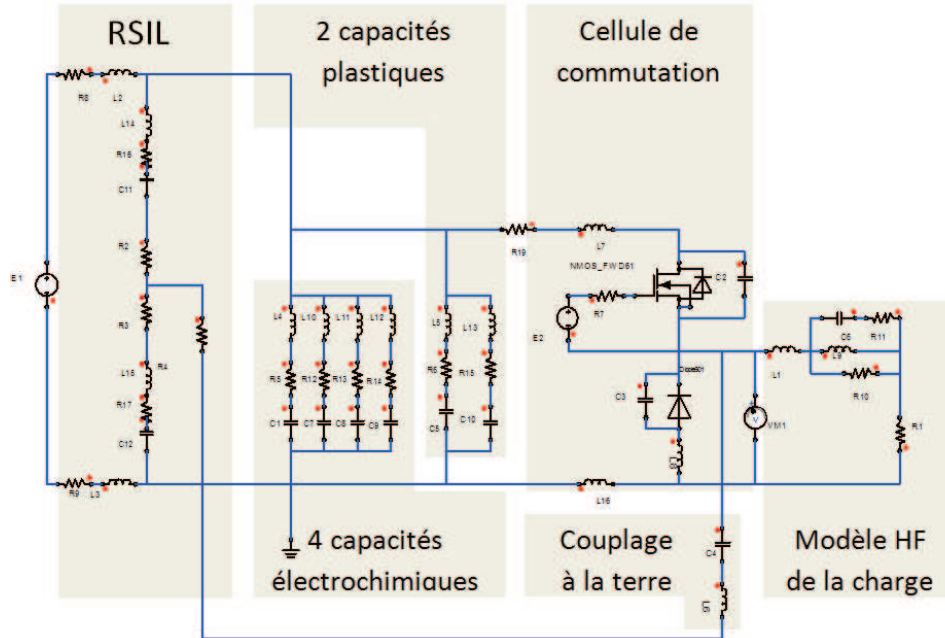 RSIL
2 capacités
plastiques
Cellule de
commutation
R8
L2
L14
R16
C11
R2
E1
R3
R4
L15
R17
C12
R9
L3
L4
L10
L11
L12
R5
R12
R13
R14
C1
C7
C8
C9
L5
L13
R6
R15
C5
C10
R19
L7
NMOS_FWD51
C2
R7
E2
C3
L16
L1
C6
R11
L9
R10
VM1
R1
C4
4 capacités
électrochimiques
Couplage
à la terre
Modèle HF
de la charge